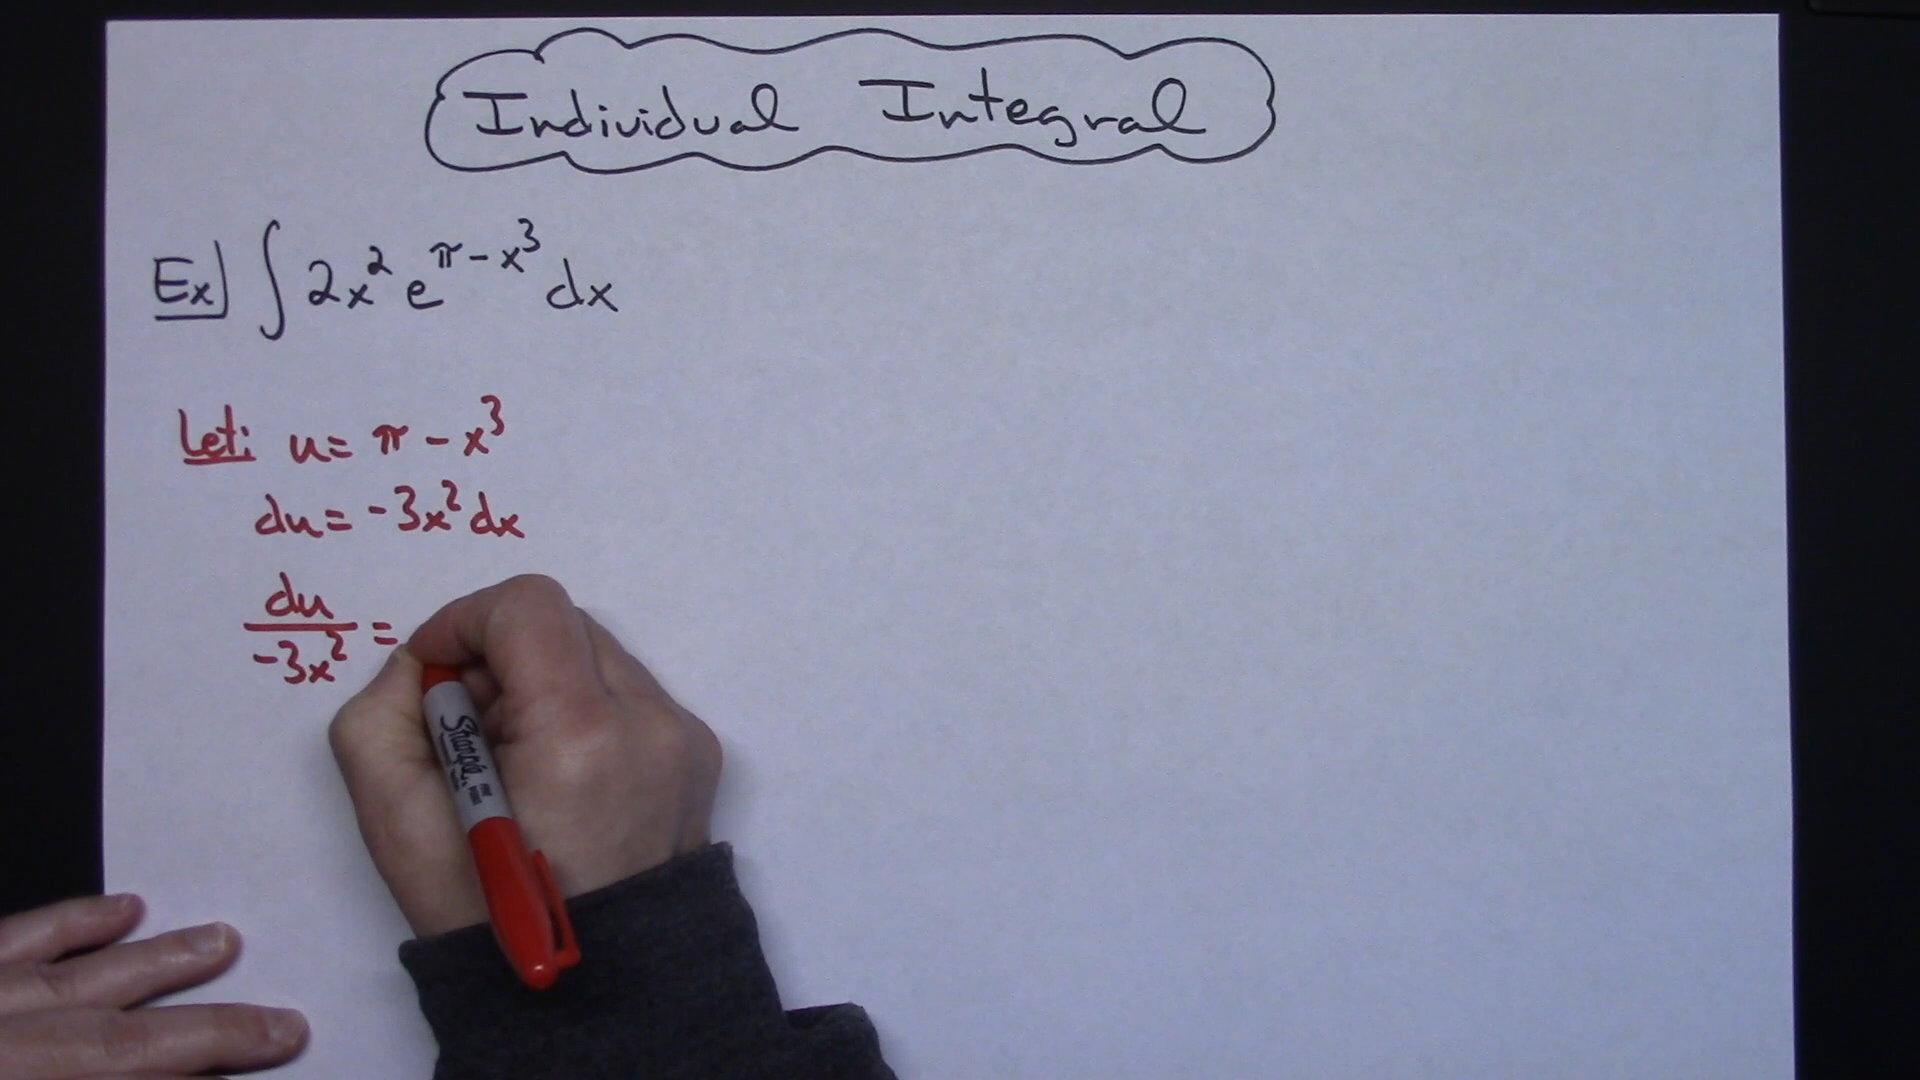 Individual Integral
Ex) ∫ 2x² e^(π-x³) dx
Let: u = π - x³
du = -3x² dx
du/-3x² =
Sharpie